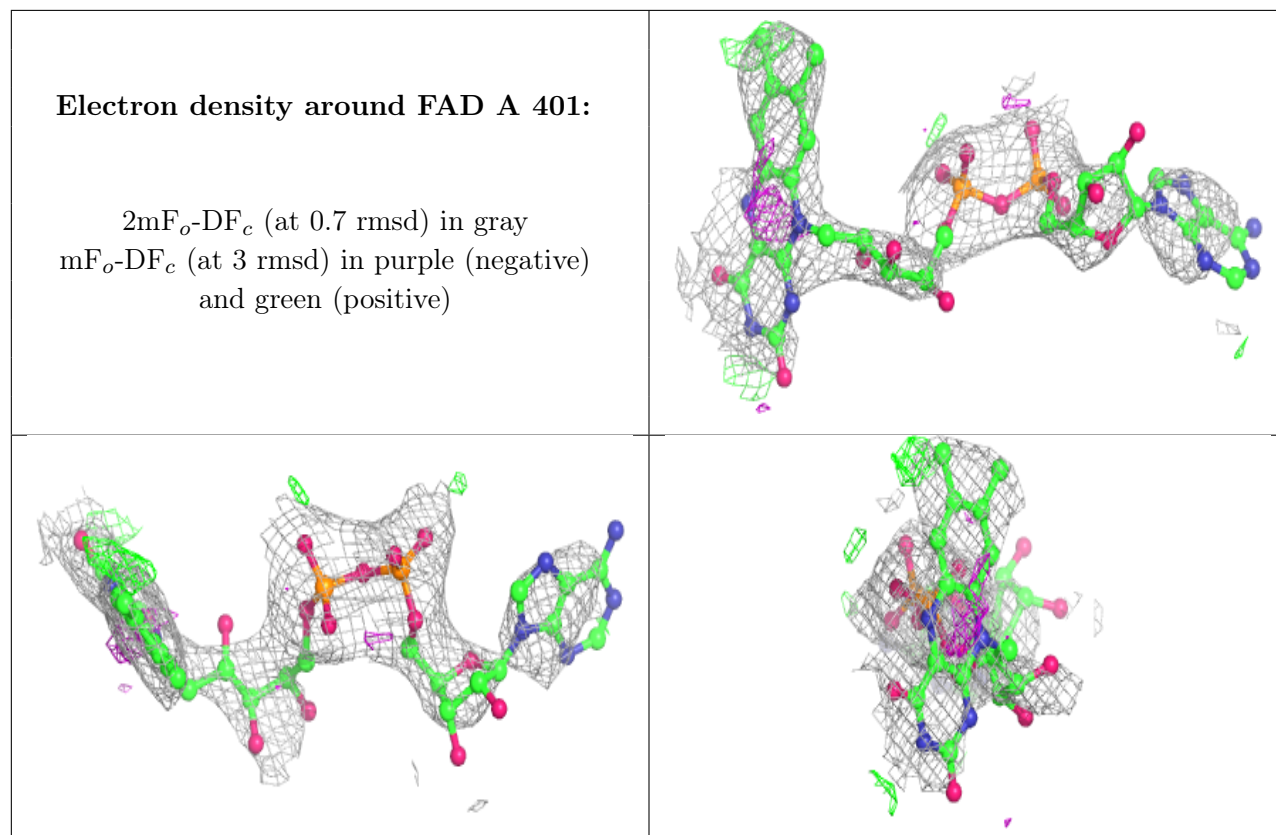 Electron density around FAD A 401:
2mFₒ-DF𝒸 (at 0.7 rmsd) in gray
mFₒ-DF𝒸 (at 3 rmsd) in purple (negative)
and green (positive)